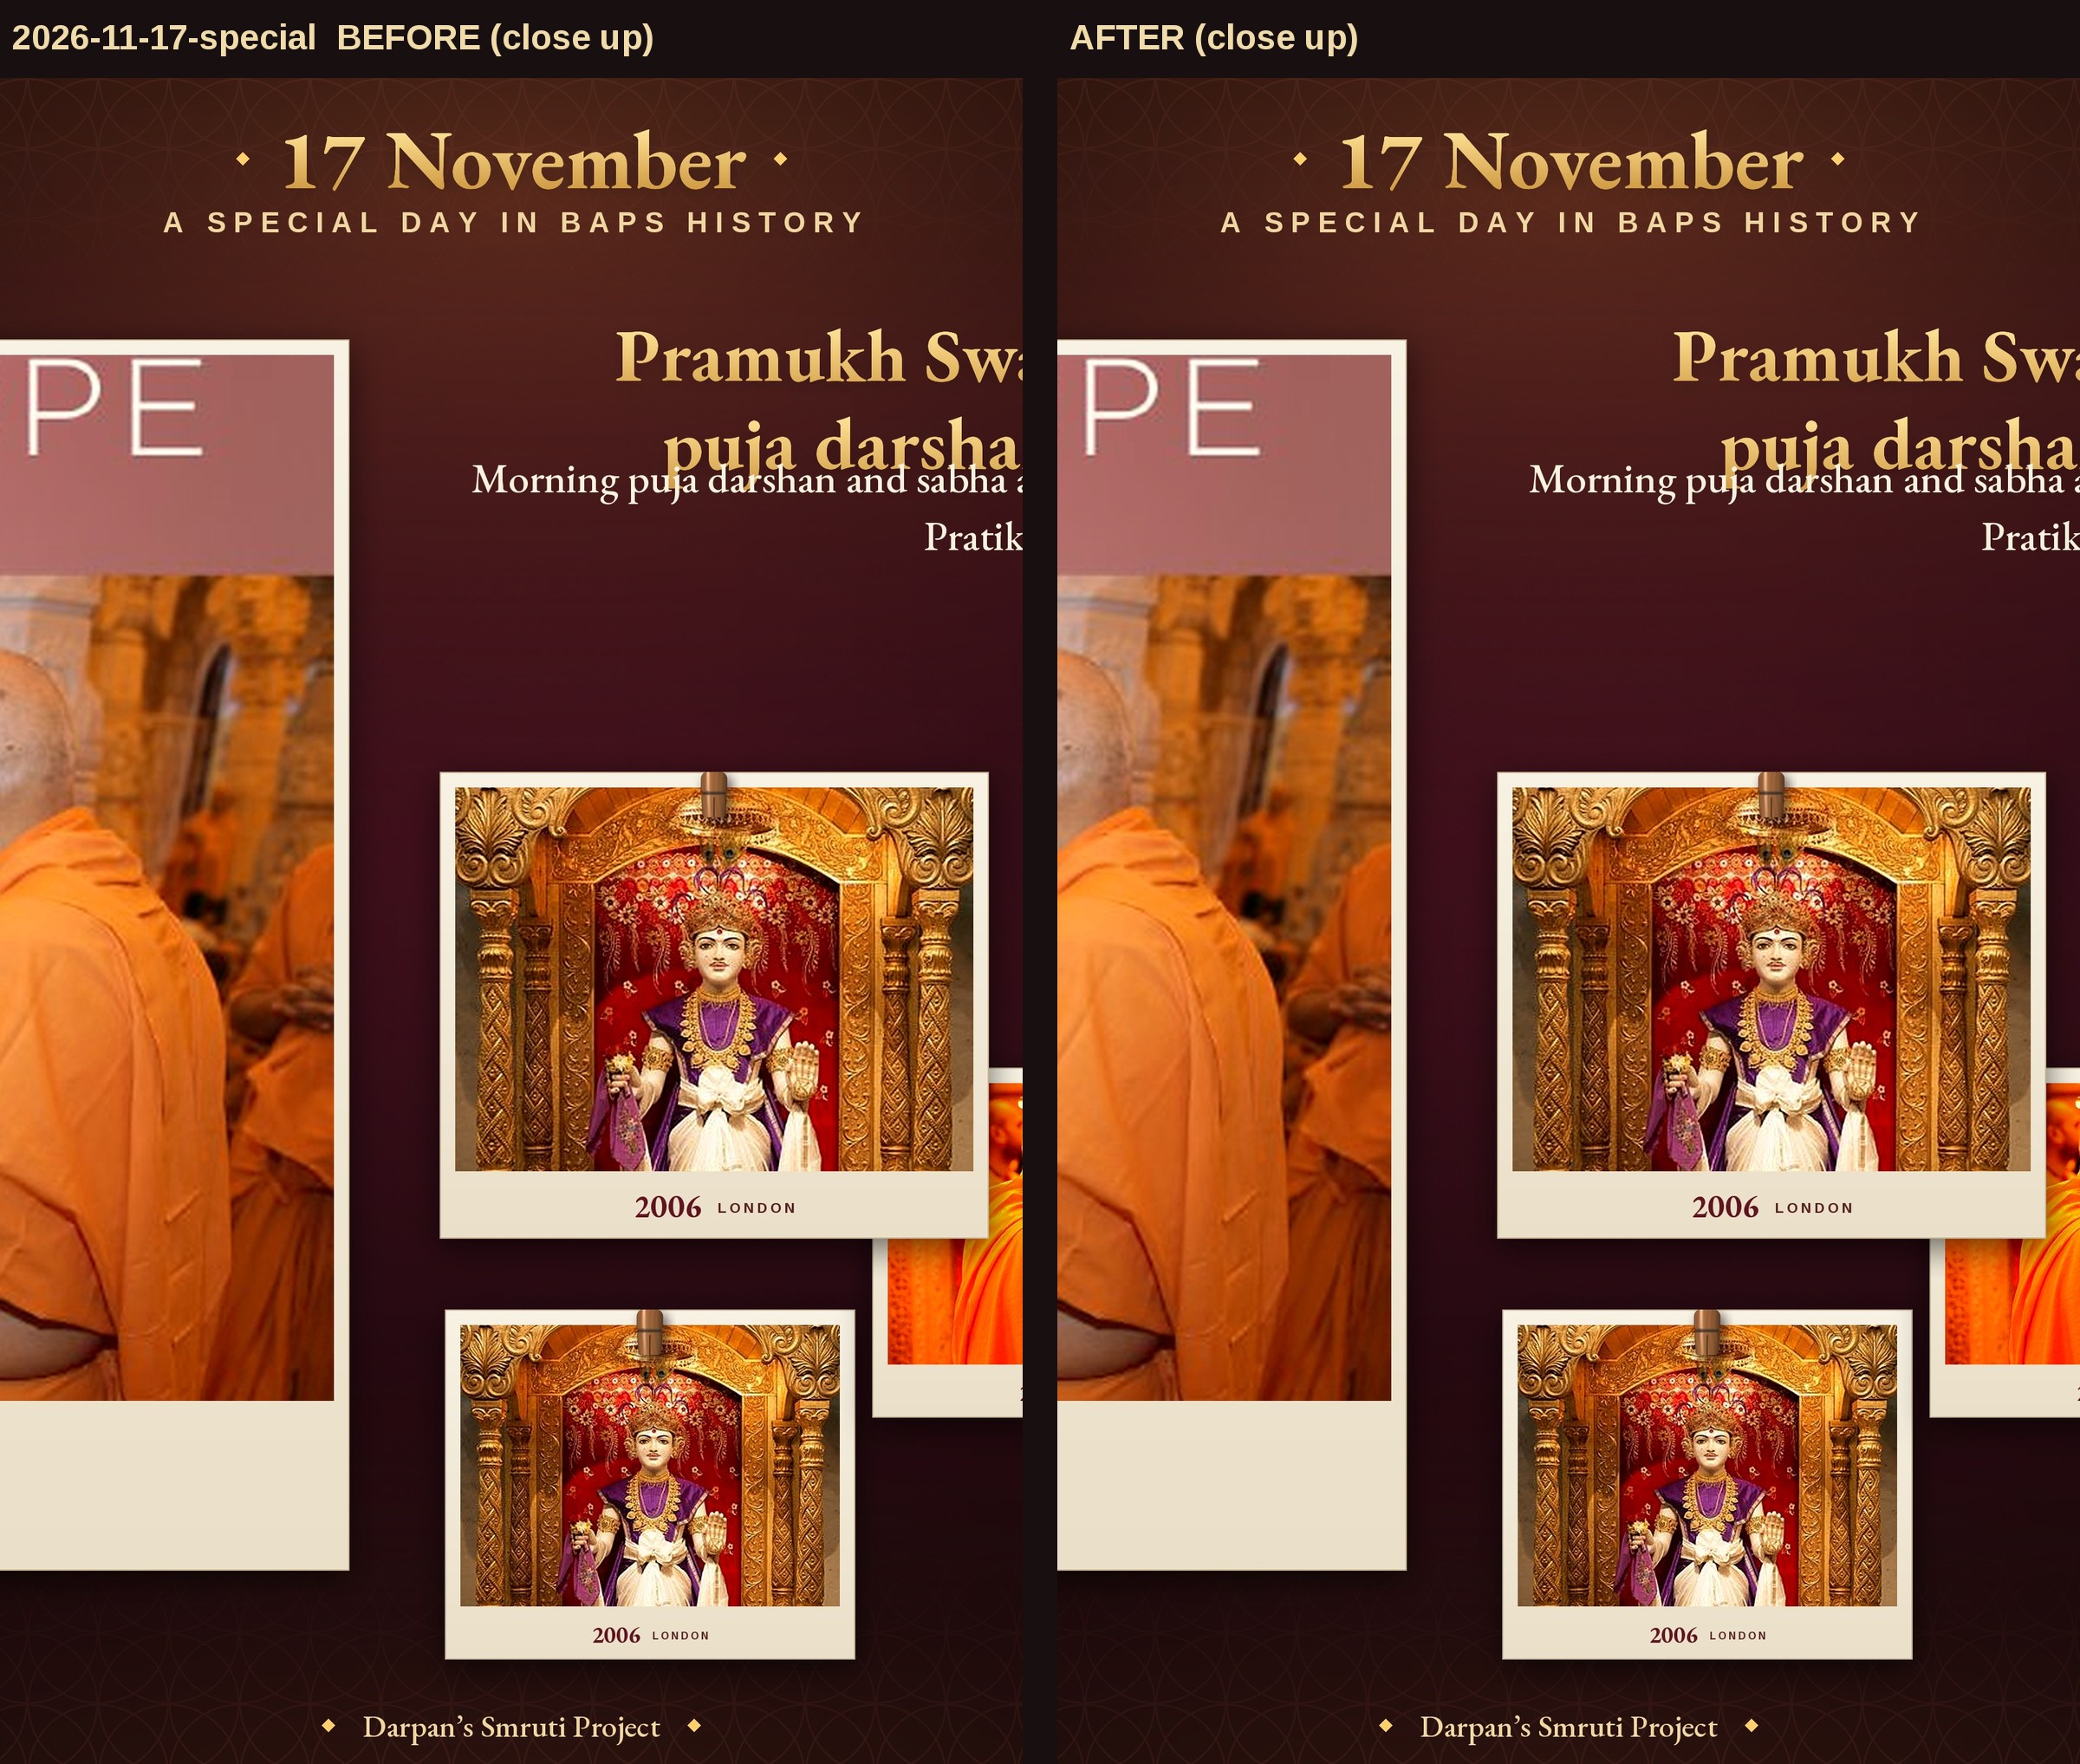 2026-11-17-special BEFORE (close up)
17 November
A SPECIAL DAY IN BAPS HISTORY
PE
Pramukh Swa
puja darsha
Morning puja darshan and sabha a
Pratik
2006 LONDON
2006 LONDON
Darpan’s Smruti Project
AFTER (close up)
17 November
A SPECIAL DAY IN BAPS HISTORY
PE
Pramukh Swa
puja darsha
Morning puja darshan and sabha a
Pratik
2006 LONDON
2006 LONDON
Darpan’s Smruti Project